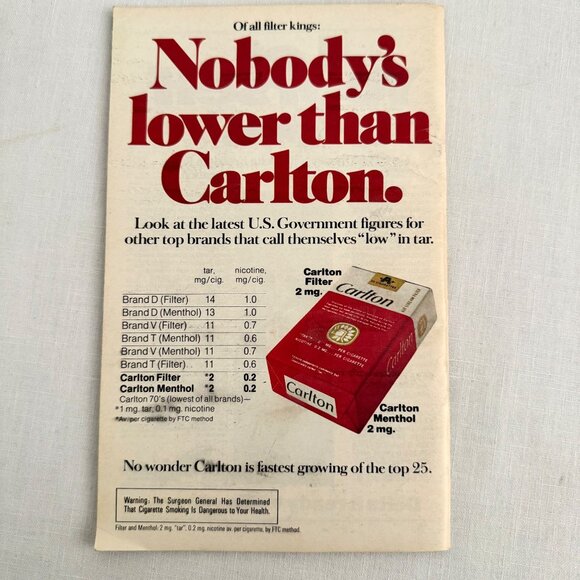 Of all filter kings:
Nobody's
lower than
Carlton.
Look at the latest U.S. Government figures for
other top brands that call themselves "low" in tar.
tar, nicotine,
mg/cig. mg/cig.
Brand D (Filter) 14 1.0
Brand D (Menthol) 13 1.0
Brand V (Filter) 11 0.7
Brand T (Menthol) 11 0.6
Brand V (Menthol) 11 0.7
Brand T (Filter) 11 0.6
Carlton Filter *2 0.2
Carlton Menthol *2 0.2
Carlton 70's (lowest of all brands)—
*1 mg. tar, 0.1 mg. nicotine
*Av. per cigarette by FTC method
Carlton
Filter
2 mg.
Carlton
Carlton
Carlton
Carlton
Menthol
2 mg.
No wonder Carlton is fastest growing of the top 25.
Warning: The Surgeon General Has Determined
That Cigarette Smoking Is Dangerous to Your Health.
Filter and Menthol: 2 mg. "tar", 0.2 mg. nicotine av. per cigarette, by FTC method.